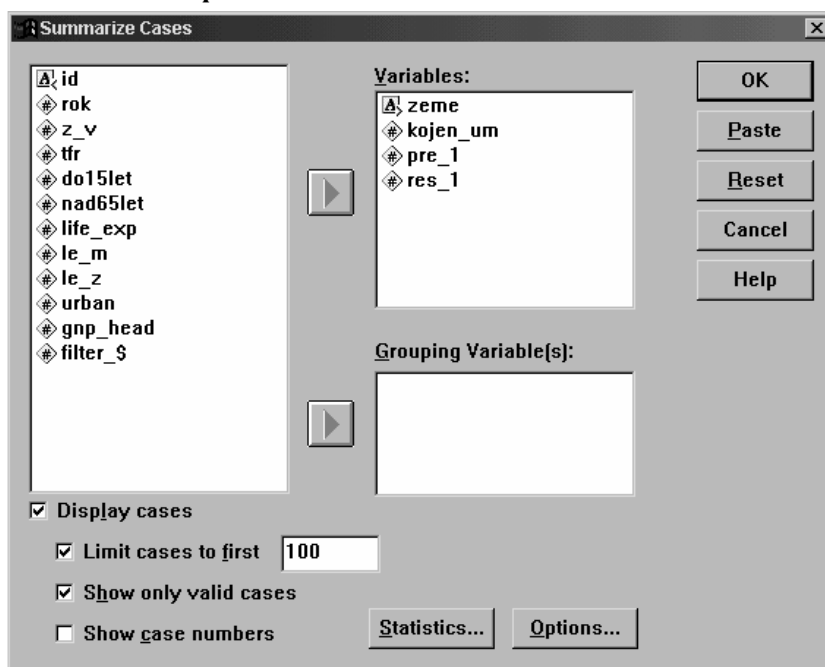 Summarize Cases
id
rok
z_v
tfr
do15let
nad65let
life_exp
le_m
le_z
urban
gnp_head
filter_$
Variables:
zeme
kojen_um
pre_1
res_1
Grouping Variable(s):
OK
Paste
Reset
Cancel
Help
Display cases
Limit cases to first 100
Show only valid cases
Show case numbers
Statistics...
Options...